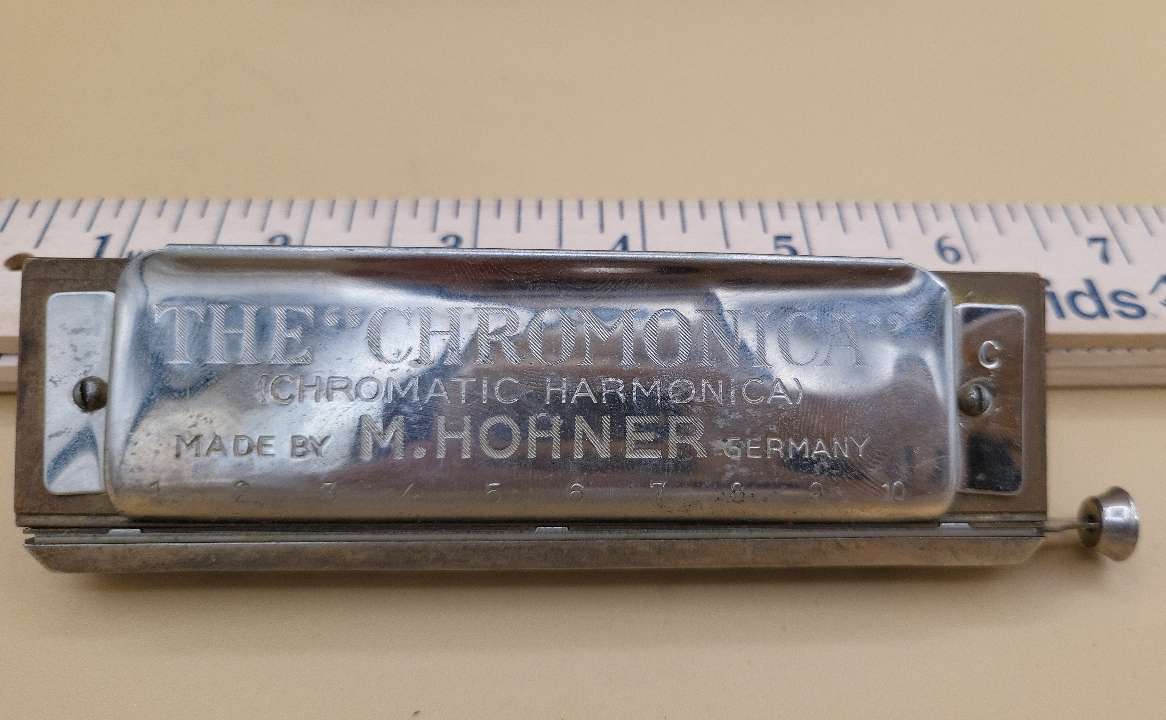 1 2 3 4 5 6 7
ids
THE "CHROMONICA"
C
(CHROMATIC HARMONICA)
MADE BY M. HOHNER GERMANY
1 2 3 4 5 6 7 8 9 10